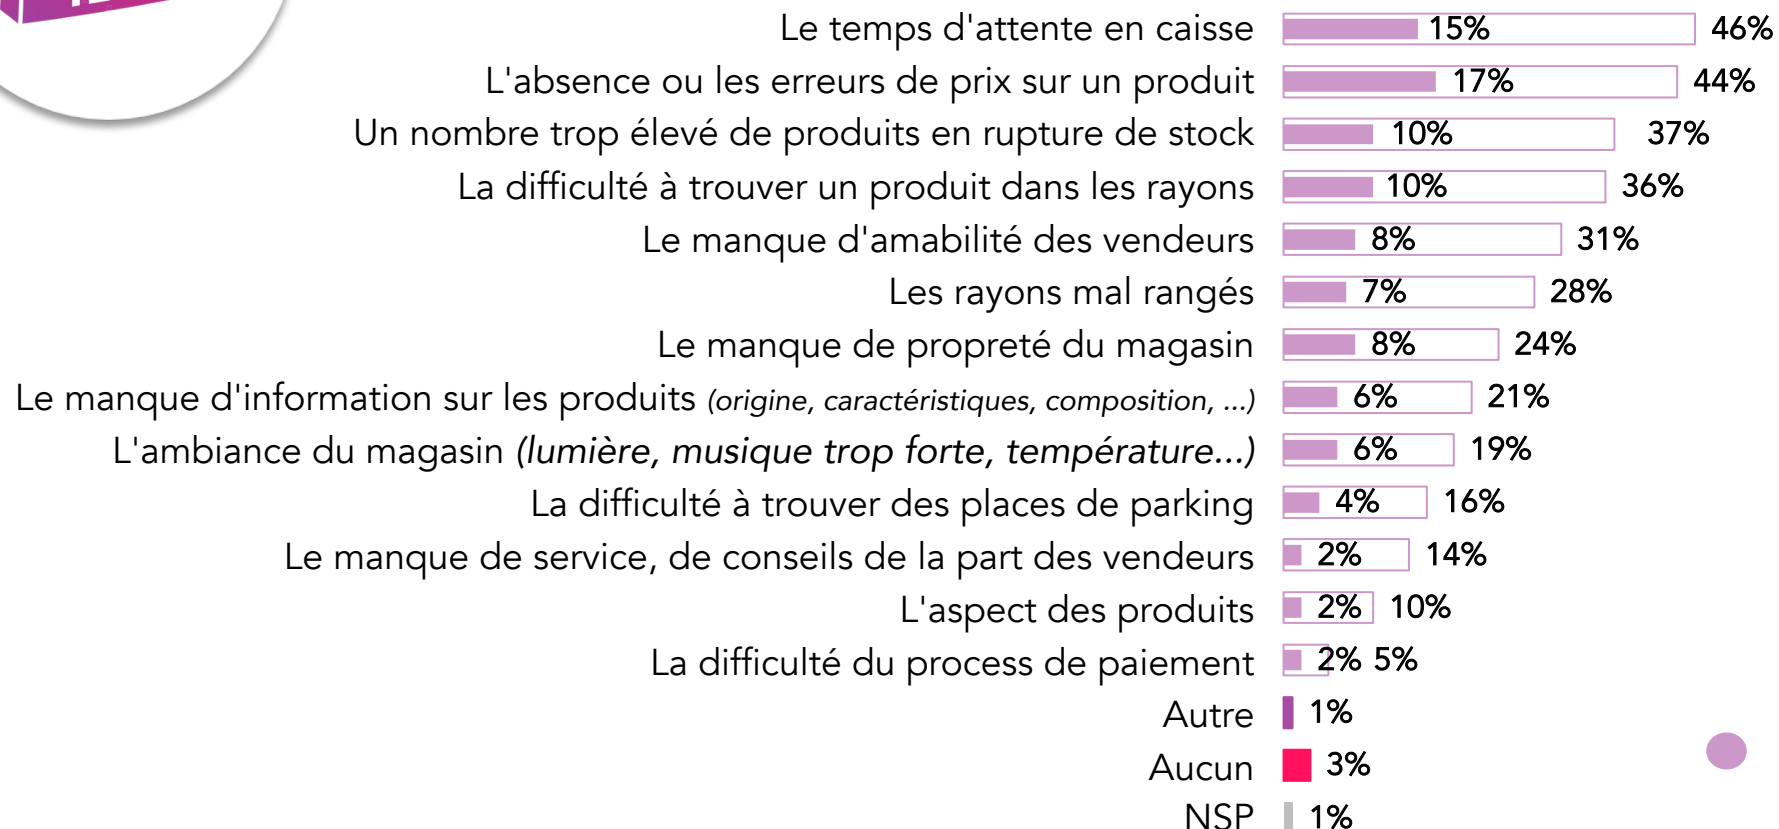 Le temps d'attente en caisse 15% 46%
L'absence ou les erreurs de prix sur un produit 17% 44%
Un nombre trop élevé de produits en rupture de stock 10% 37%
La difficulté à trouver un produit dans les rayons 10% 36%
Le manque d'amabilité des vendeurs 8% 31%
Les rayons mal rangés 7% 28%
Le manque de propreté du magasin 8% 24%
Le manque d'information sur les produits (origine, caractéristiques, composition, ...) 6% 21%
L'ambiance du magasin (lumière, musique trop forte, température...) 6% 19%
La difficulté à trouver des places de parking 4% 16%
Le manque de service, de conseils de la part des vendeurs 2% 14%
L'aspect des produits 2% 10%
La difficulté du process de paiement 2% 5%
Autre 1%
Aucun 3%
NSP 1%